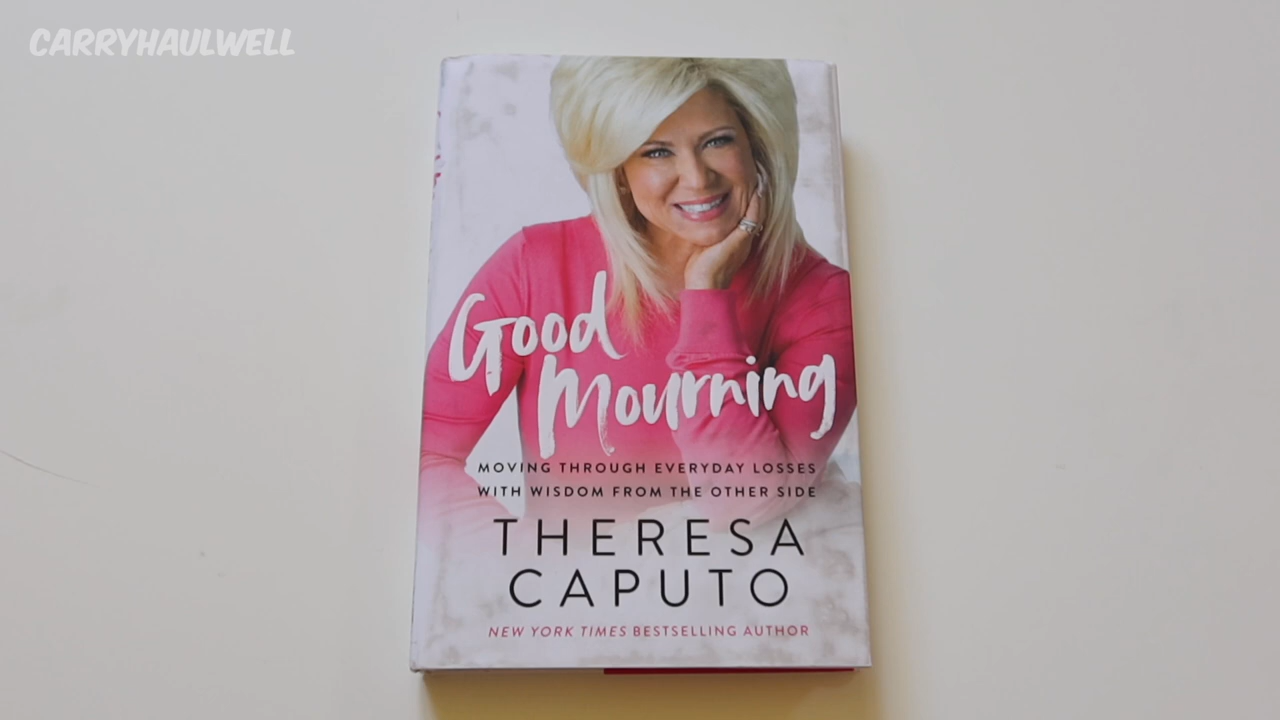 CARRYHAULWELL
Good
Mourning
MOVING THROUGH EVERYDAY LOSSES
WITH WISDOM FROM THE OTHER SIDE
THERESA
CAPUTO
NEW YORK TIMES BESTSELLING AUTHOR